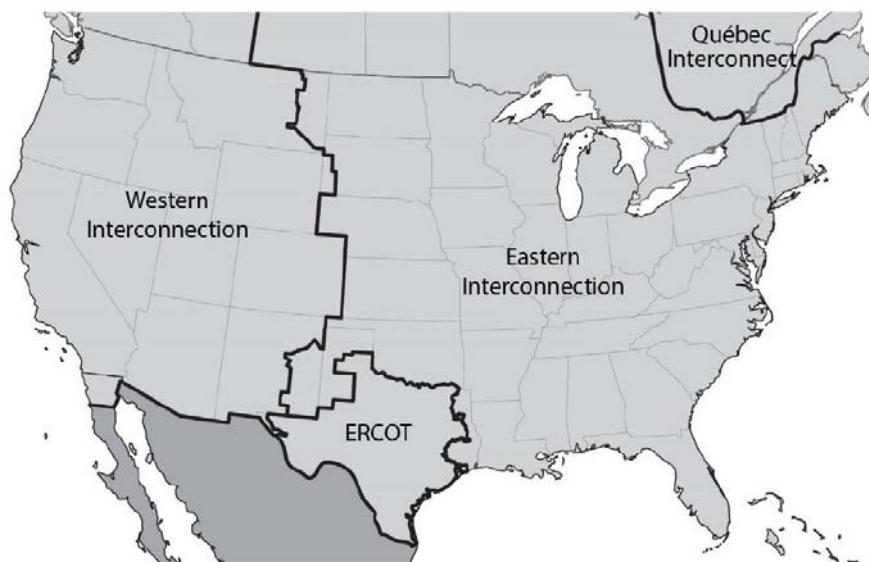 Québec
Interconnect
Western
Interconnection
Eastern
Interconnection
ERCOT